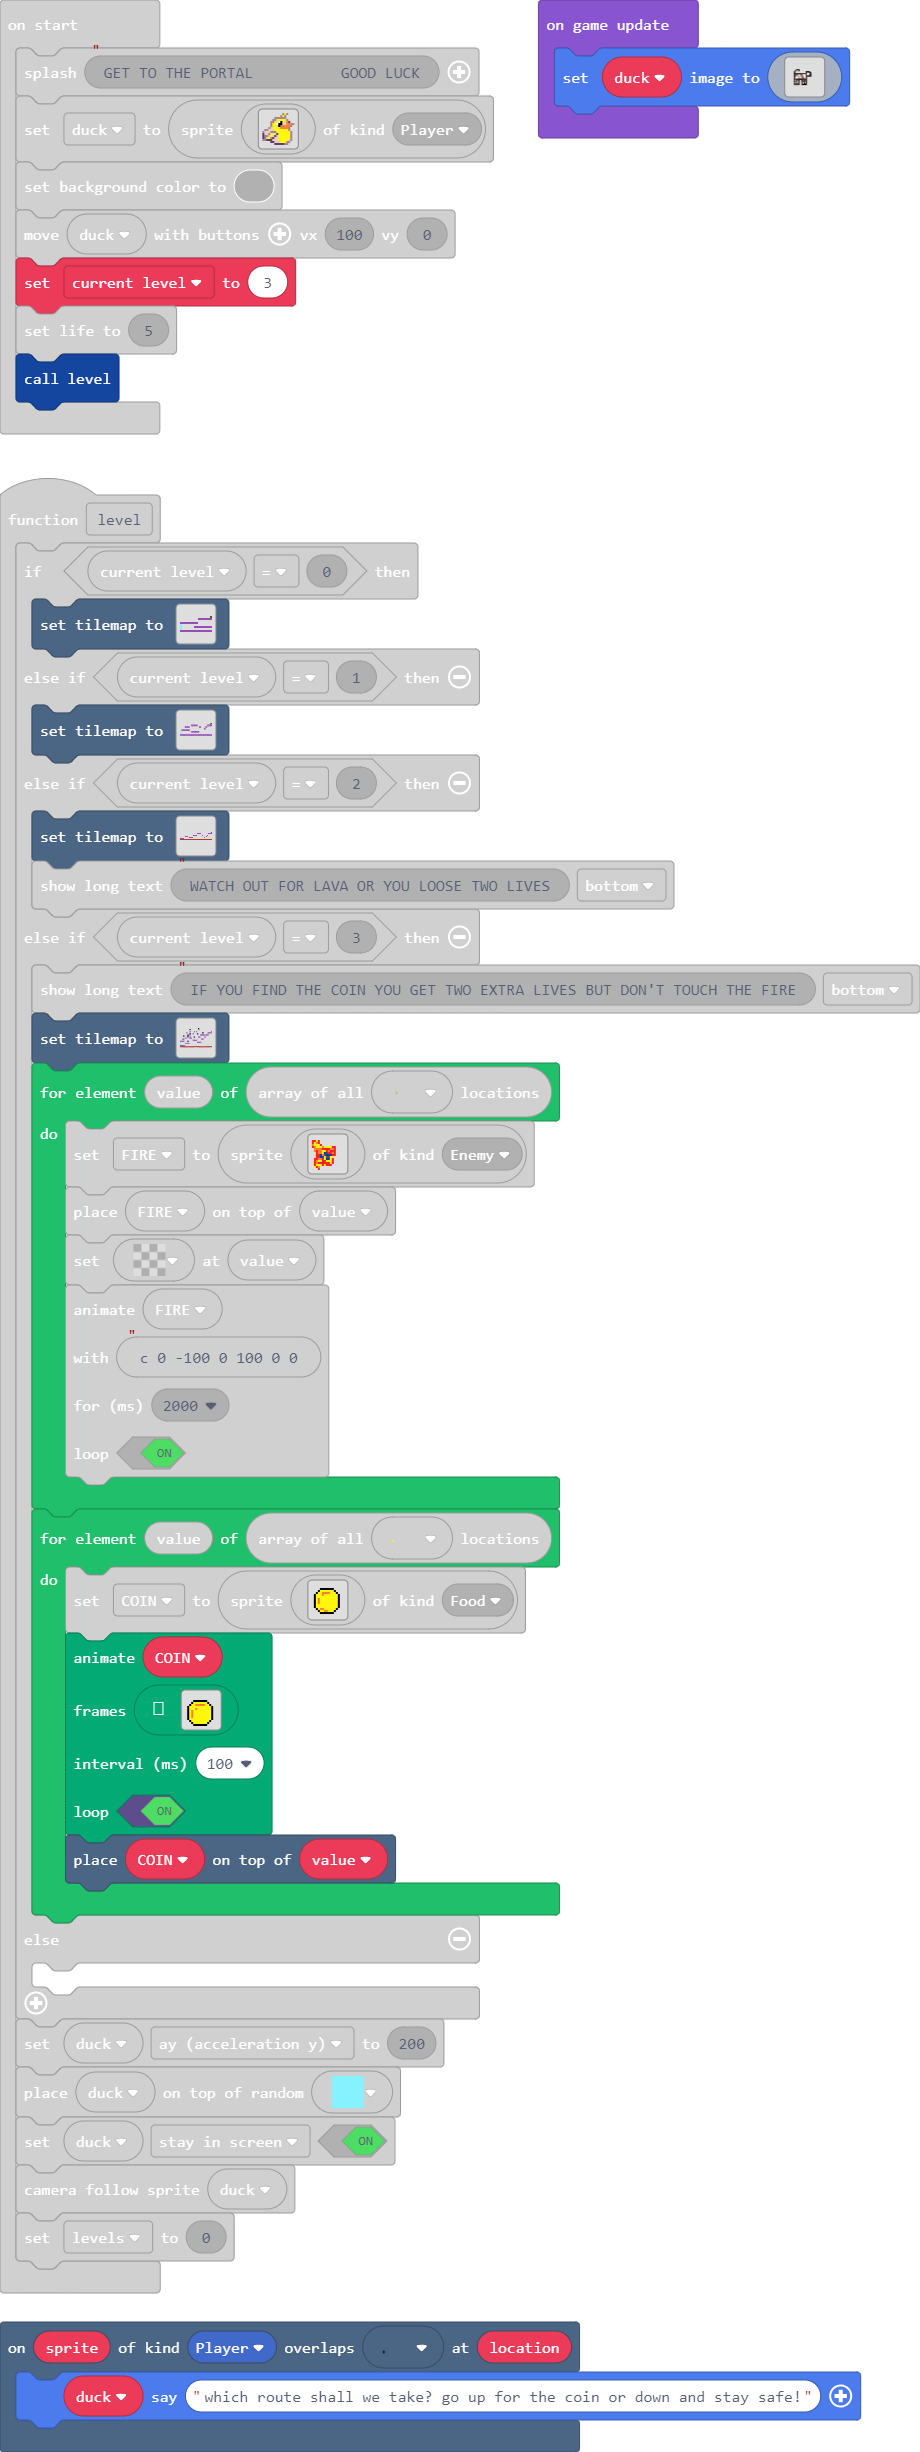 on start
splash " GET TO THE PORTAL GOOD LUCK
set duck to sprite of kind Player
set background color to
move duck with buttons vx 100 vy 0
set current level to 3
set life to 5
call level
on game update
set duck image to
function level
if current level = 0 then
set tilemap to
else if current level = 1 then
set tilemap to
else if current level = 2 then
set tilemap to
show long text " WATCH OUT FOR LAVA OR YOU LOOSE TWO LIVES bottom
else if current level = 3 then
show long text " IF YOU FIND THE COIN YOU GET TWO EXTRA LIVES BUT DON'T TOUCH THE FIRE bottom
set tilemap to
for element value of array of all locations
do
set FIRE to sprite of kind Enemy
place FIRE on top of value
set at value
animate FIRE
with " c 0 -100 0 100 0 0
for (ms) 2000
loop ON
for element value of array of all locations
do
set COIN to sprite of kind Food
animate COIN
frames
interval (ms) 100
loop ON
place COIN on top of value
else
set duck ay (acceleration y) to 200
place duck on top of random
set duck stay in screen ON
camera follow sprite duck
set levels to 0
on sprite of kind Player overlaps at location
duck say "which route shall we take? go up for the coin or down and stay safe!"